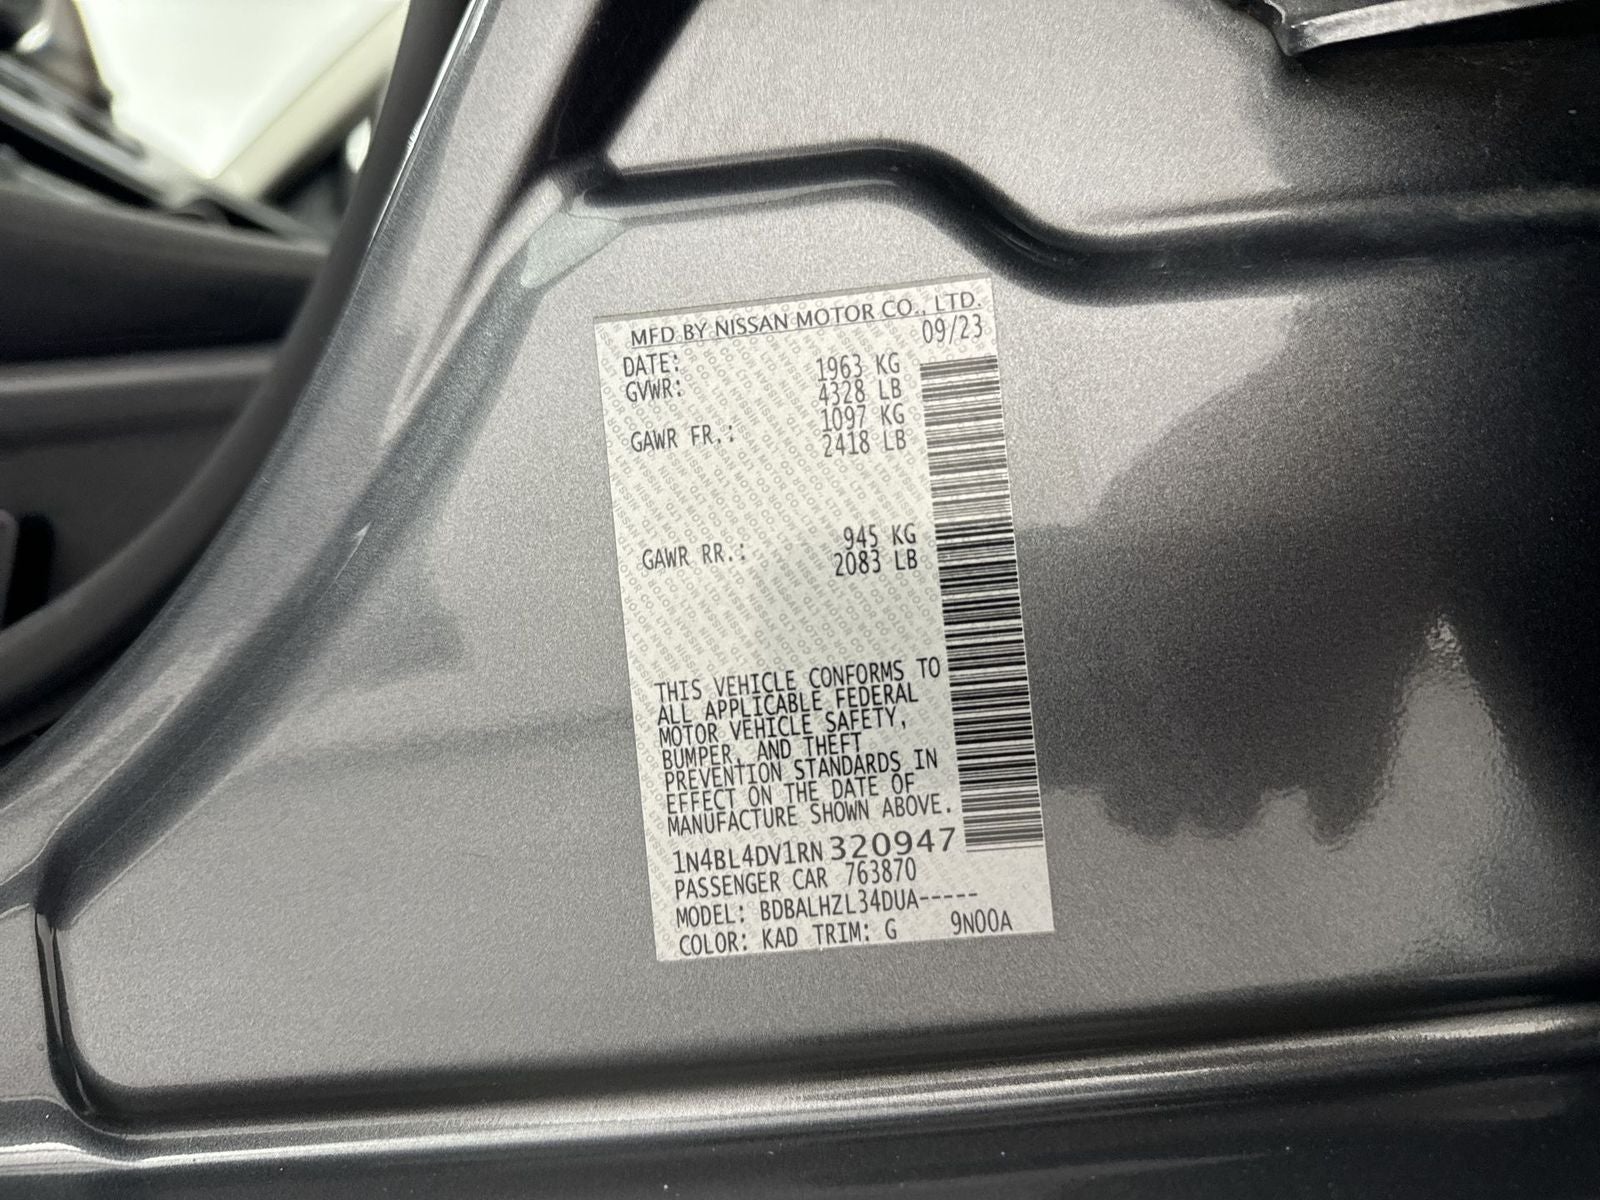 MFD BY NISSAN MOTOR CO., LTD.
DATE: 09/23
GVWR: 1963 KG
4328 LB
GAWR FR.: 1097 KG
2418 LB
GAWR RR.: 945 KG
2083 LB
THIS VEHICLE CONFORMS TO
ALL APPLICABLE FEDERAL
MOTOR VEHICLE SAFETY,
BUMPER, AND THEFT
PREVENTION STANDARDS IN
EFFECT ON THE DATE OF
MANUFACTURE SHOWN ABOVE.
1N4BL4DV1RN320947
PASSENGER CAR 763870
MODEL: BDBALHZL34DUA-----
COLOR: KAD TRIM: G 9N00A